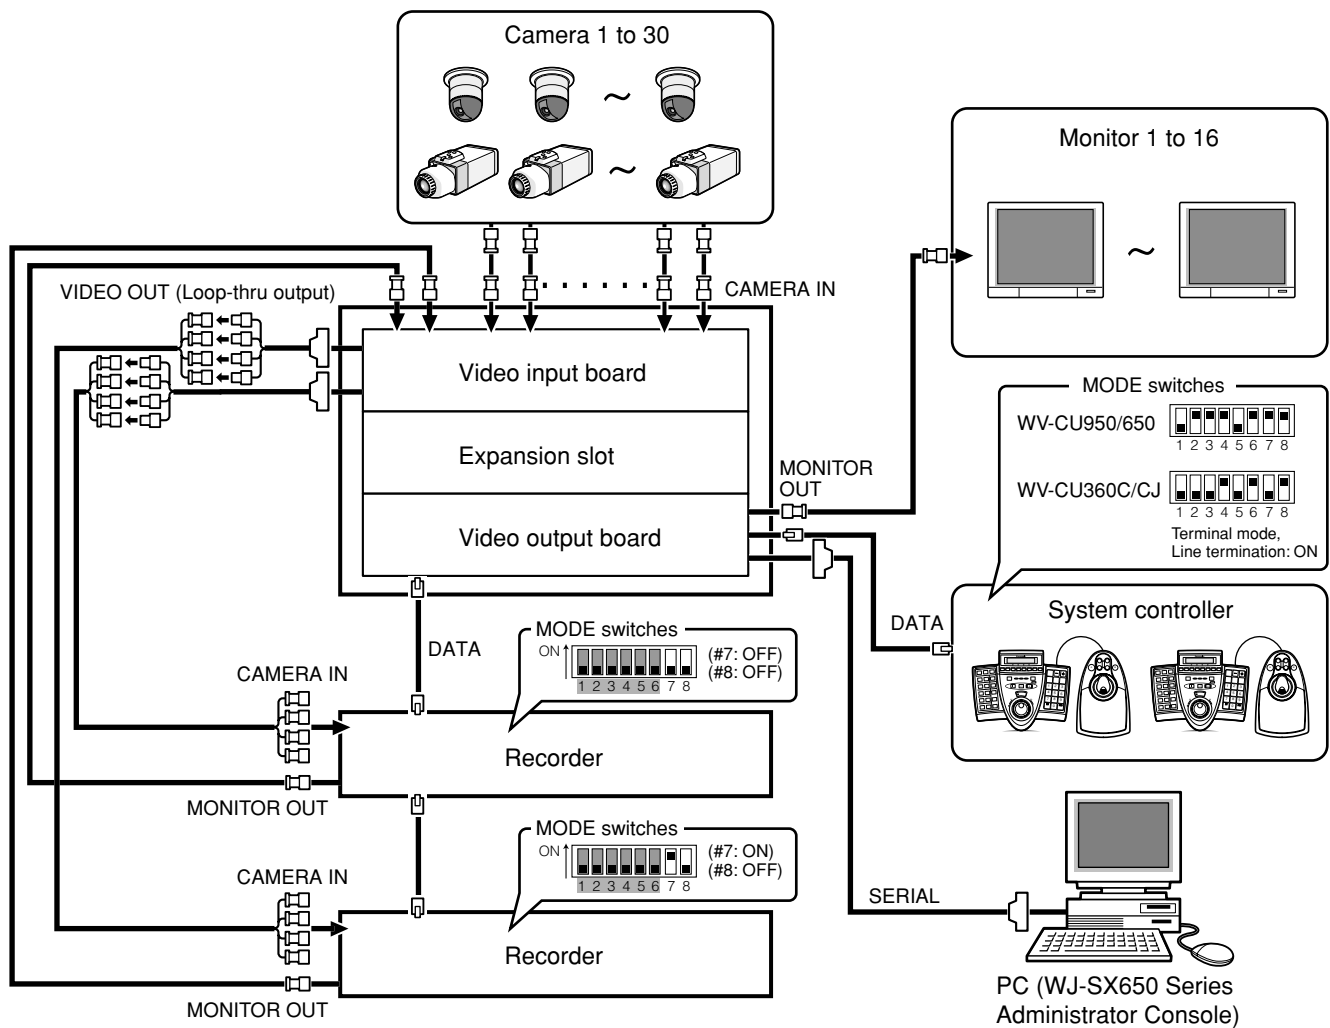 Camera 1 to 30
Monitor 1 to 16
VIDEO OUT (Loop-thru output)
CAMERA IN
Video input board
Expansion slot
Video output board
MONITOR
OUT
MODE switches
WV-CU950/650
1 2 3 4 5 6 7 8
WV-CU360C/CJ
1 2 3 4 5 6 7 8
Terminal mode,
Line termination: ON
DATA
System controller
DATA
MODE switches
ON
(#7: OFF)
(#8: OFF)
1 2 3 4 5 6 7 8
CAMERA IN
Recorder
MONITOR OUT
MODE switches
ON
(#7: ON)
(#8: OFF)
1 2 3 4 5 6 7 8
CAMERA IN
Recorder
MONITOR OUT
SERIAL
PC (WJ-SX650 Series
Administrator Console)